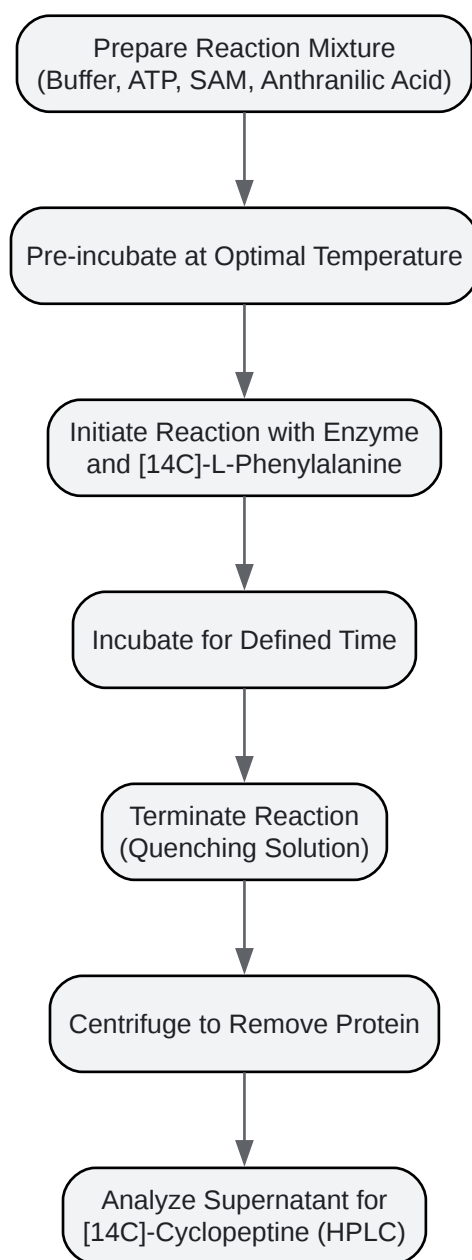 Prepare Reaction Mixture
(Buffer, ATP, SAM, Anthranilic Acid)
Pre-incubate at Optimal Temperature
Initiate Reaction with Enzyme
and [14C]-L-Phenylalanine
Incubate for Defined Time
Terminate Reaction
(Quenching Solution)
Centrifuge to Remove Protein
Analyze Supernatant for
[14C]-Cyclopeptine (HPLC)